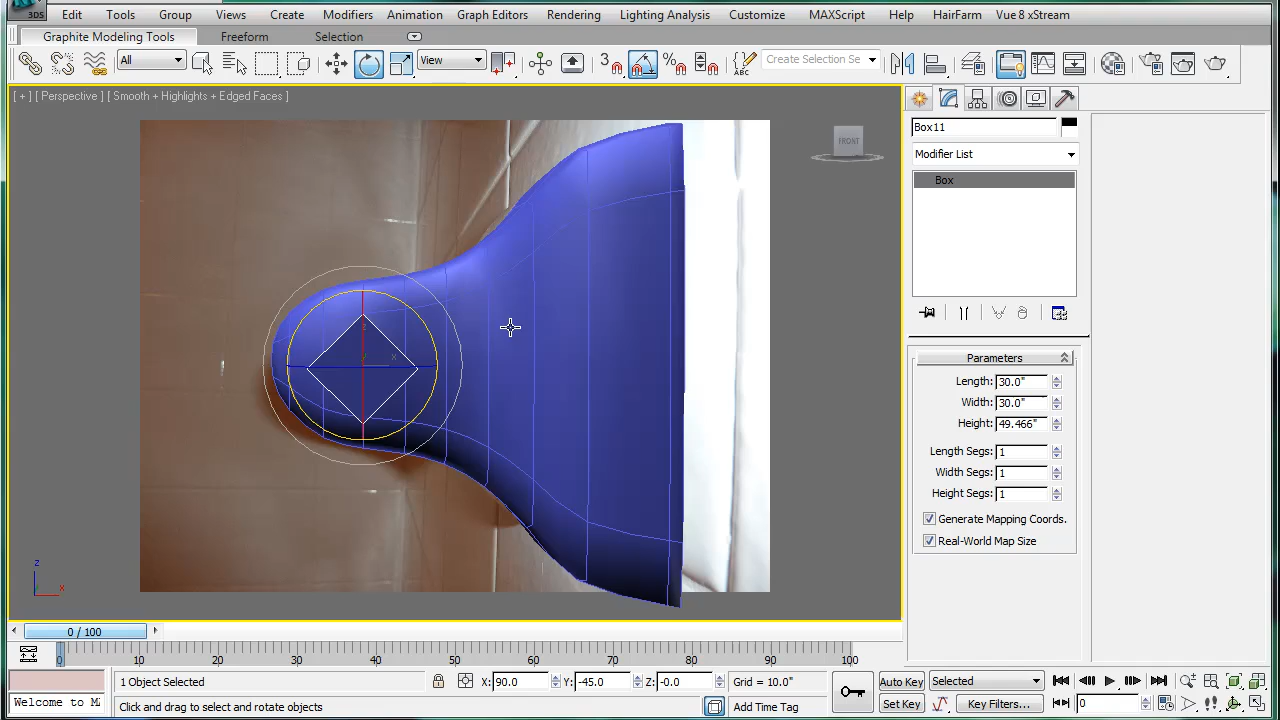 3DS
Edit Tools Group Views Create Modifiers Animation Graph Editors Rendering Lighting Analysis Customize MAXScript Help HairFarm Vue 8 xStream
Graphite Modeling Tools Freeform Selection
All View 3 % ABC Create Selection Se
[ + ] [ Perspective ] [ Smooth + Highlights + Edged Faces ]
FRONT
Box11
Modifier List
Box
Parameters
Length: 30.0"
Width: 30.0"
Height: 49.466"
Length Segs: 1
Width Segs: 1
Height Segs: 1
Generate Mapping Coords.
Real-World Map Size
z
x
y x
0 / 100
0 10 20 30 40 50 60 70 80 90 100
1 Object Selected X: 90.0 Y: -45.0 Z: -0.0 Grid = 10.0" Auto Key Selected
Welcome to M Click and drag to select and rotate objects Add Time Tag Set Key Key Filters... 0